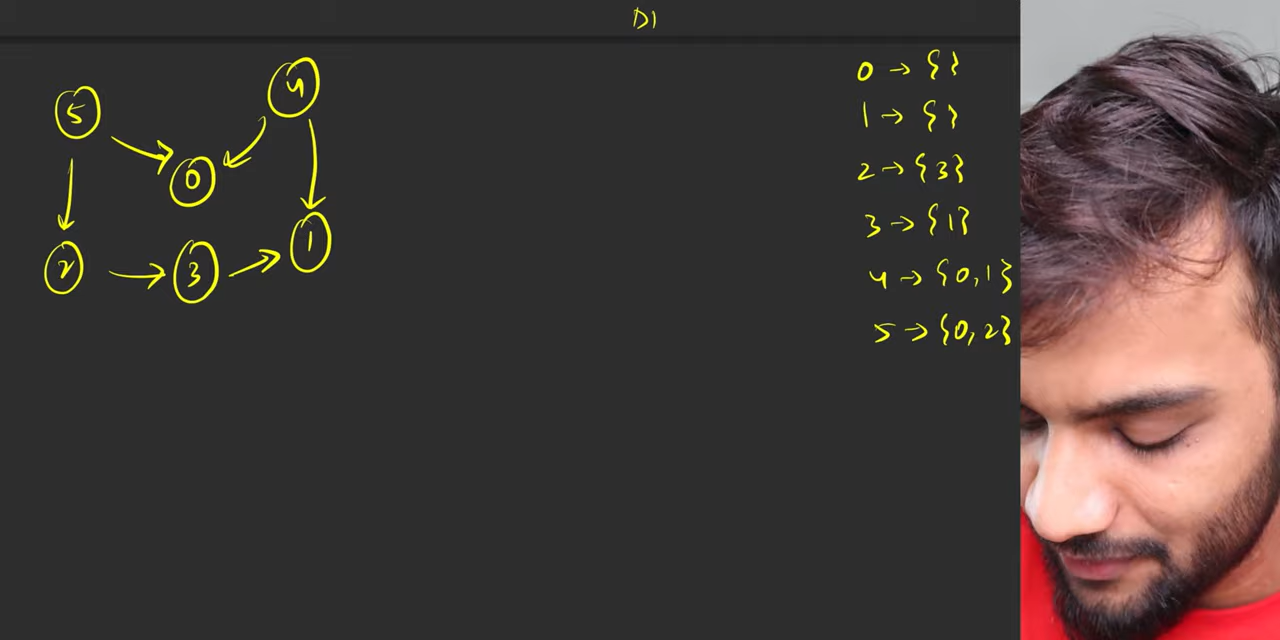 D1
5
4
0
2
3
1
0 → { }
1 → { }
2 → {3}
3 → {1}
4 → {0,1}
5 → {0,2}